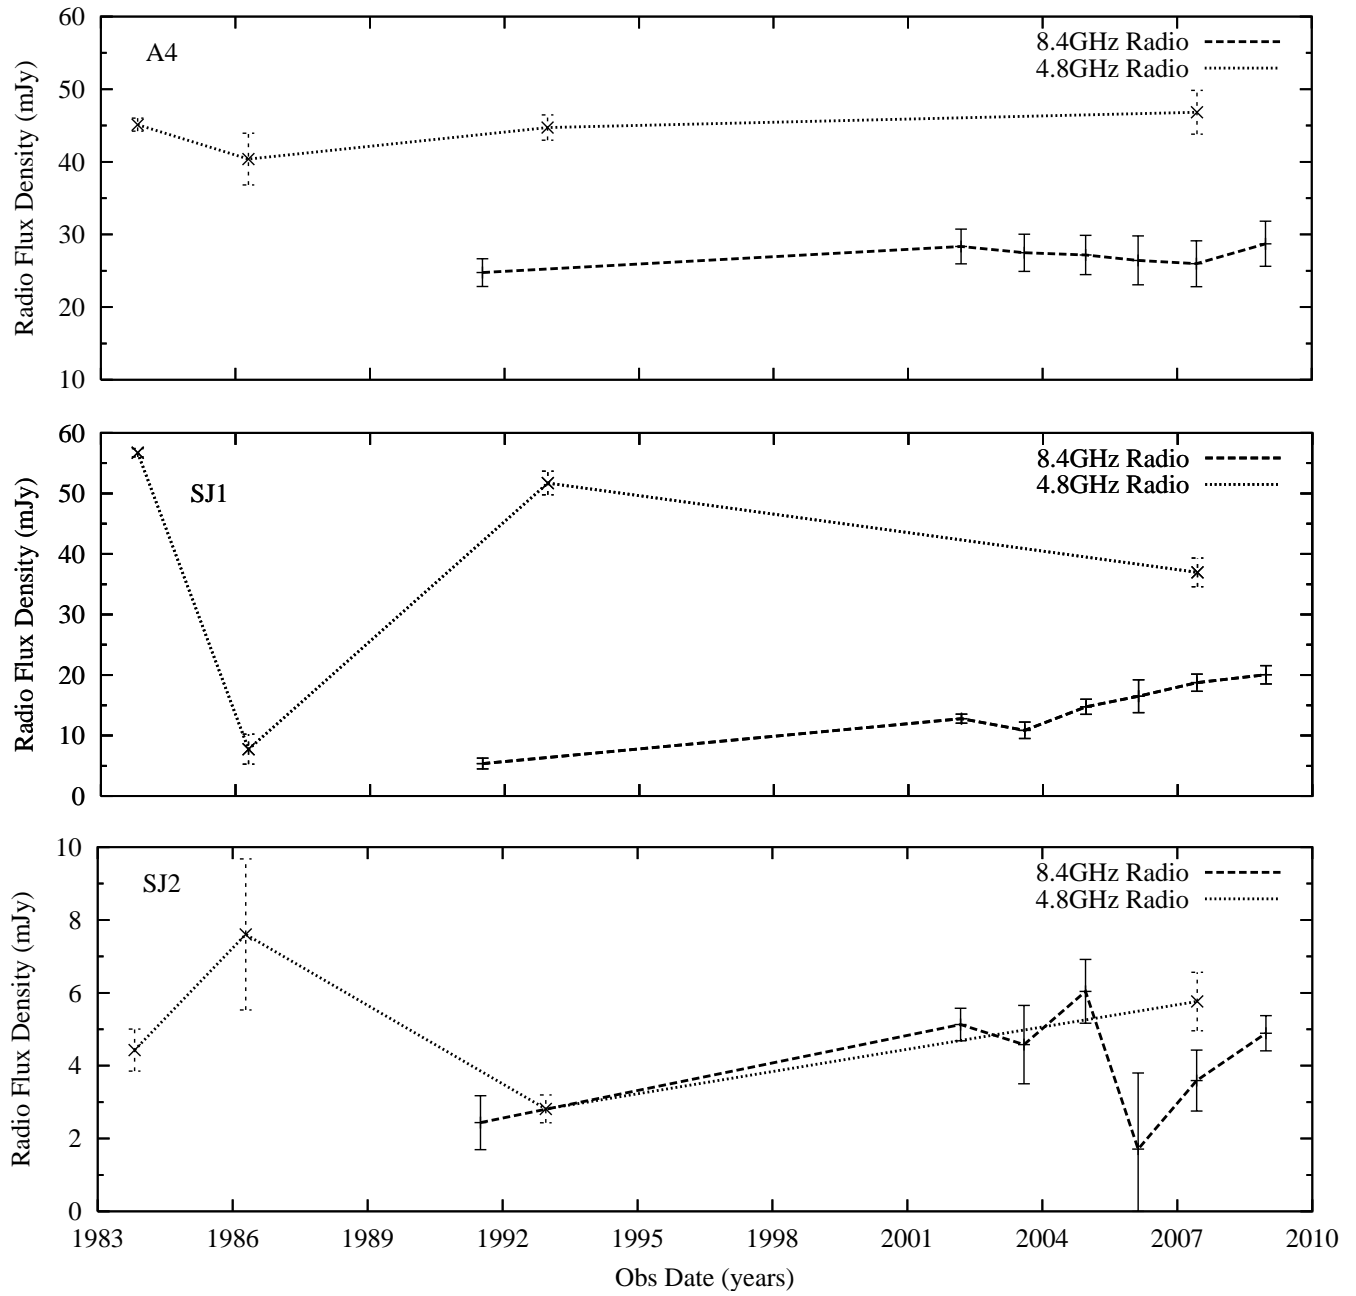 60
50
40
30
20
10
Radio Flux Density (mJy)
A4
8.4GHz Radio
4.8GHz Radio
60
50
40
30
20
10
0
Radio Flux Density (mJy)
SJ1
8.4GHz Radio
4.8GHz Radio
10
8
6
4
2
0
Radio Flux Density (mJy)
SJ2
8.4GHz Radio
4.8GHz Radio
1983 1986 1989 1992 1995 1998 2001 2004 2007 2010
Obs Date (years)